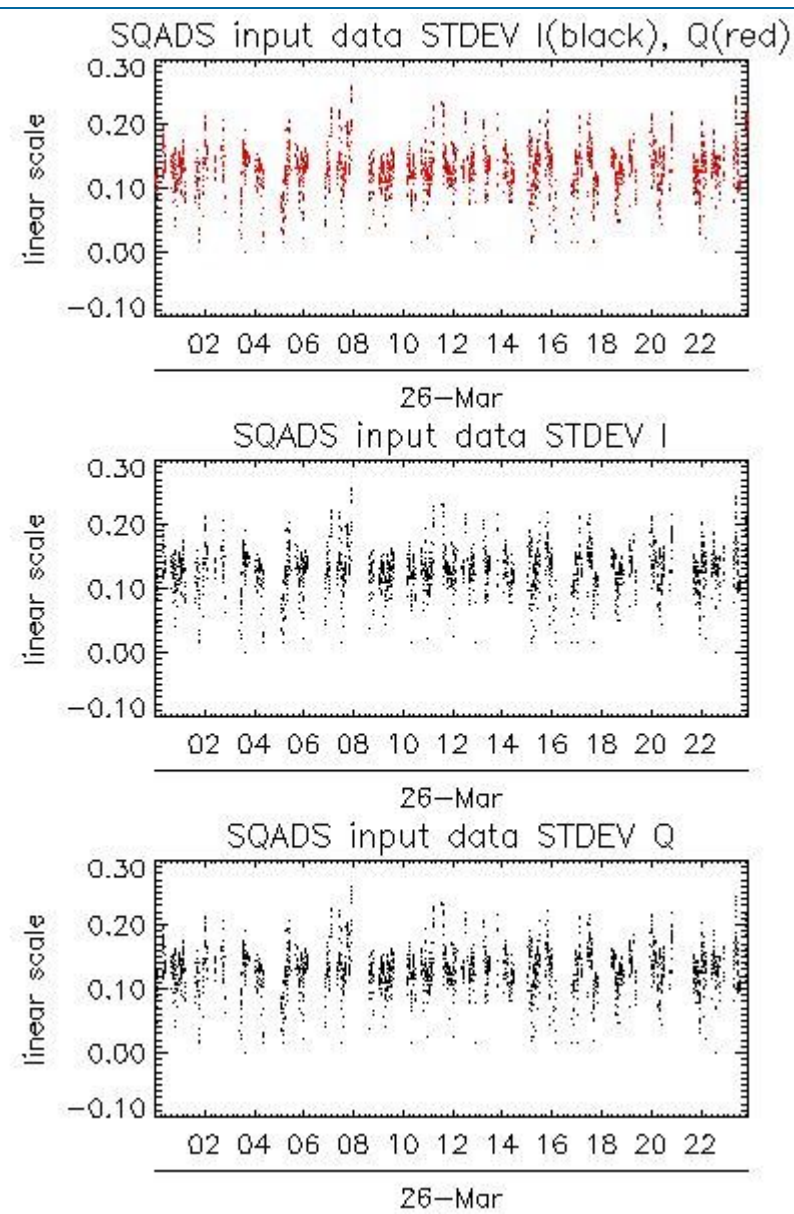 SQADS input data STDEV I(black), Q(red)
0.30
0.20
0.10
0.00
-0.10
linear scale
02 04 06 08 10 12 14 16 18 20 22
26-Mar
SQADS input data STDEV I
0.30
0.20
0.10
0.00
-0.10
linear scale
02 04 06 08 10 12 14 16 18 20 22
26-Mar
SQADS input data STDEV Q
0.30
0.20
0.10
0.00
-0.10
linear scale
02 04 06 08 10 12 14 16 18 20 22
26-Mar